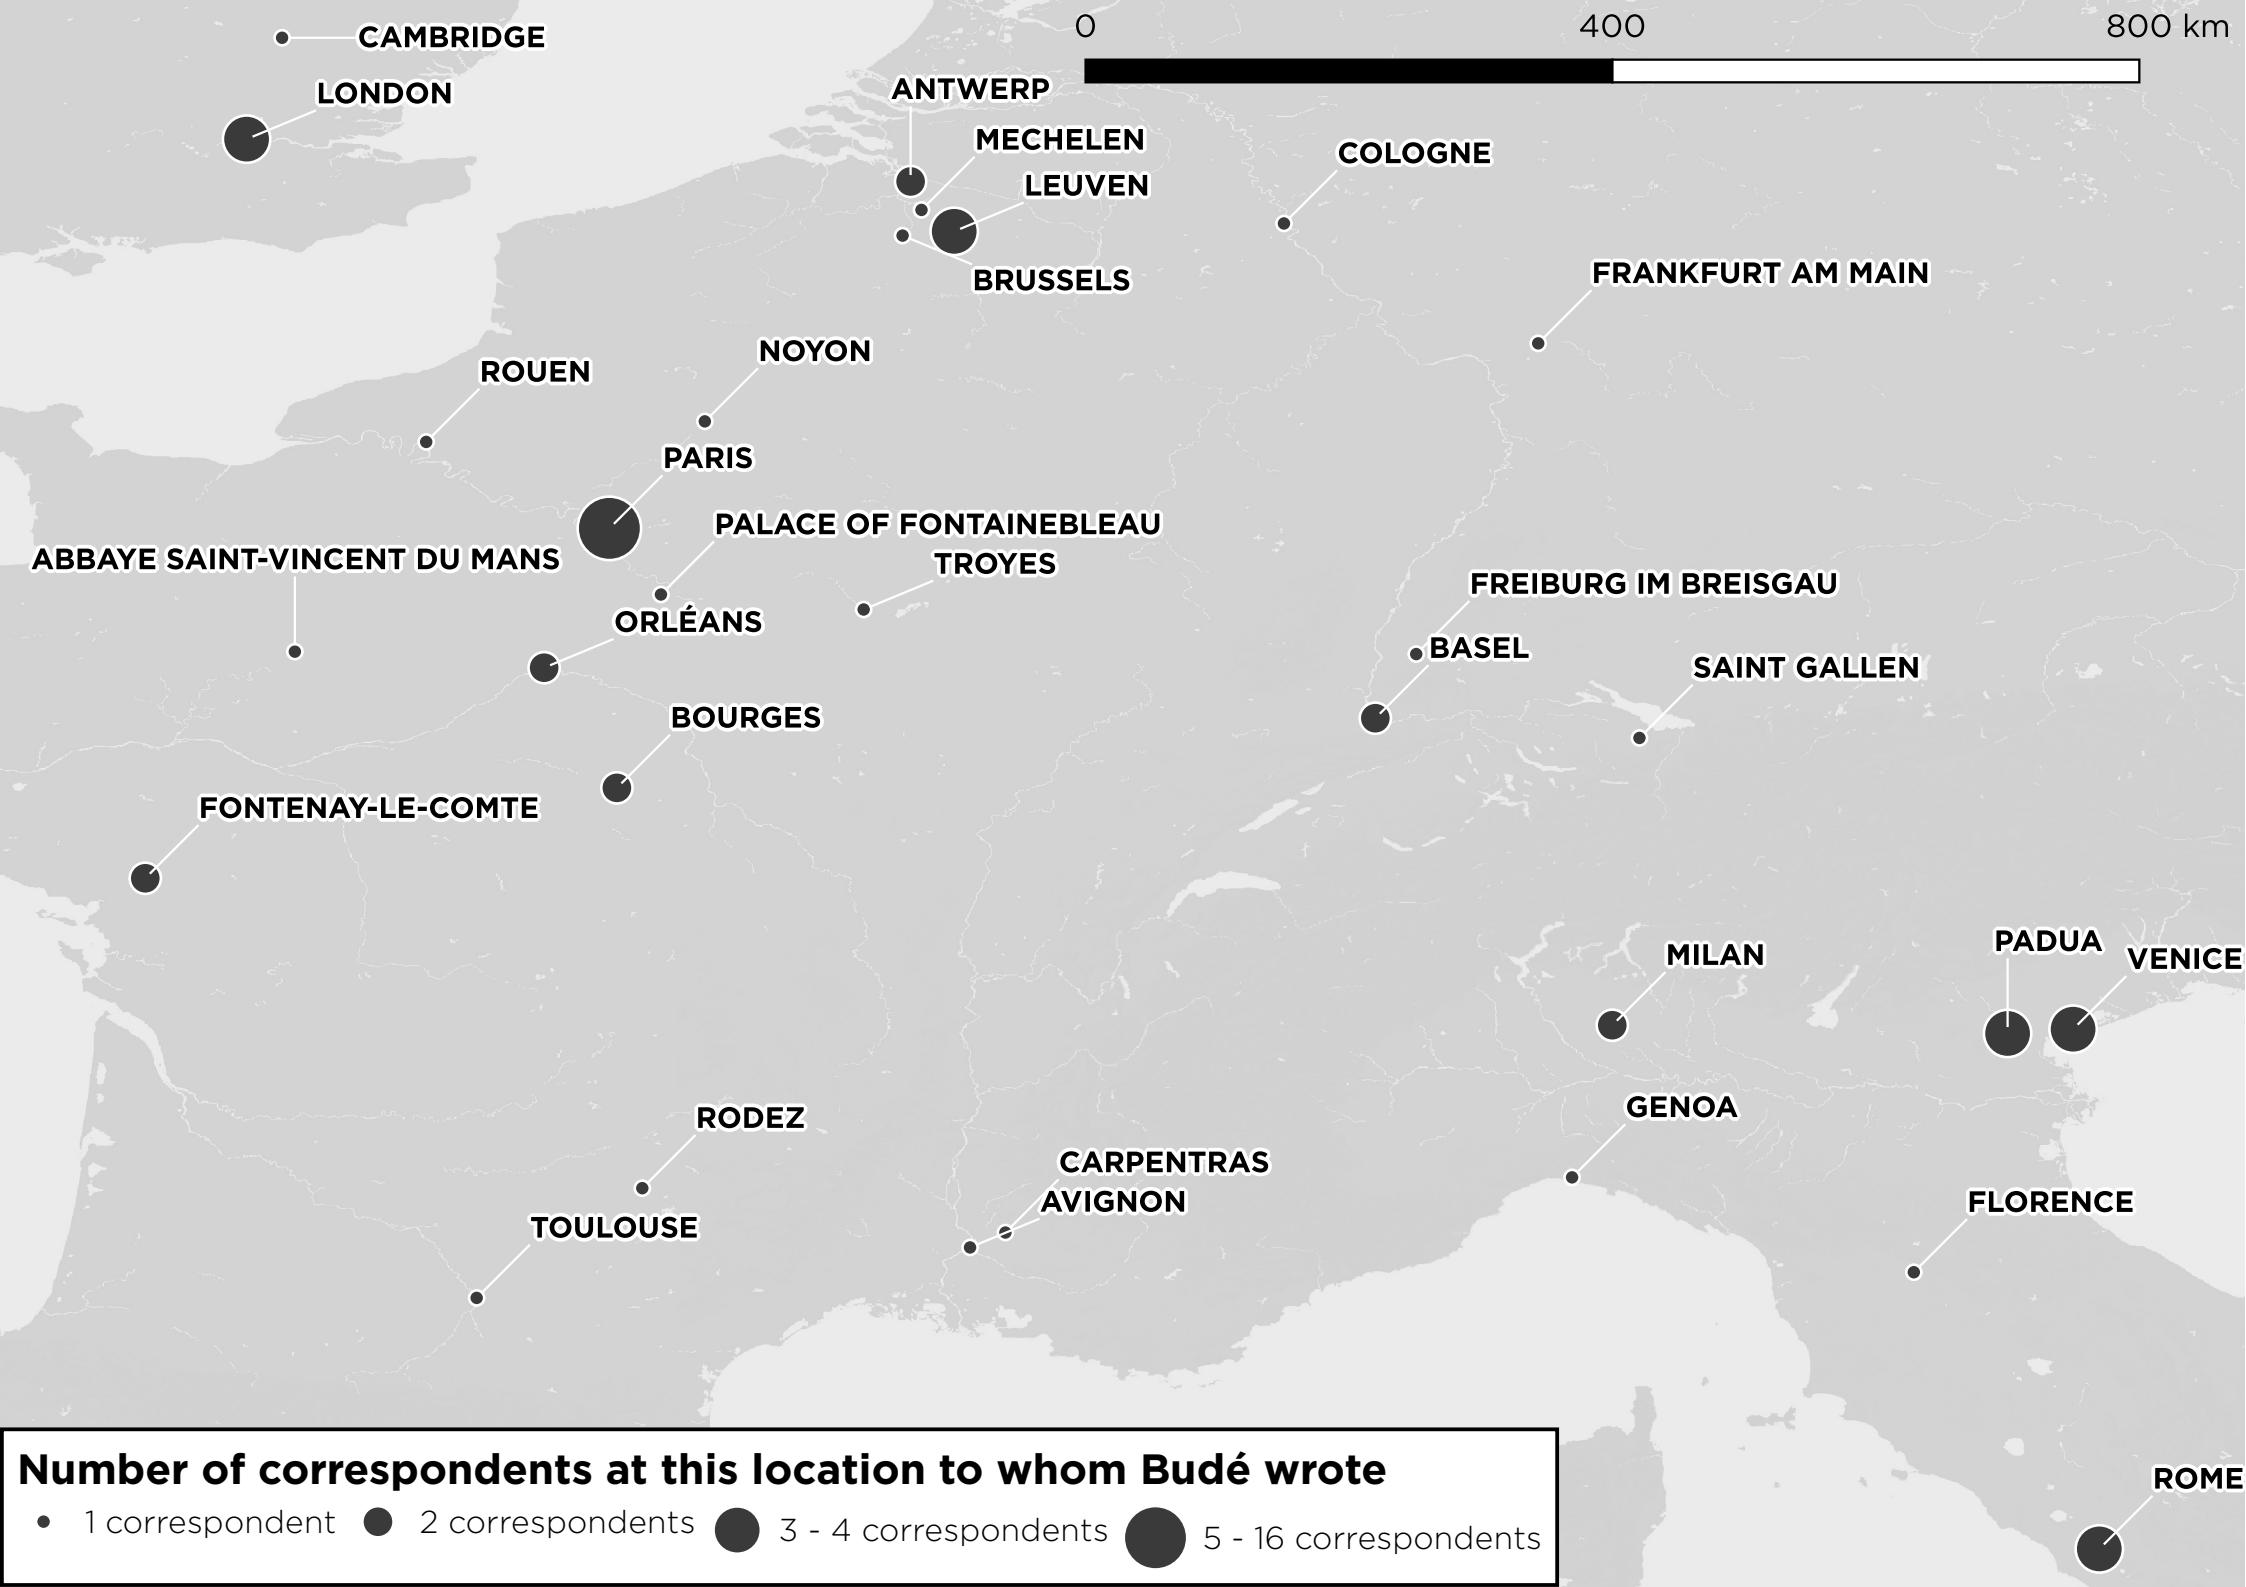 0 400 800 km
CAMBRIDGE
LONDON
ANTWERP
MECHELEN
COLOGNE
LEUVEN
BRUSSELS
FRANKFURT AM MAIN
NOYON
ROUEN
PARIS
PALACE OF FONTAINEBLEAU
ABBAYE SAINT-VINCENT DU MANS
TROYES
FREIBURG IM BREISGAU
ORLÉANS
BASEL
SAINT GALLEN
BOURGES
FONTENAY-LE-COMTE
PADUA
MILAN
VENICE
GENOA
RODEZ
CARPENTRAS
AVIGNON
FLORENCE
TOULOUSE
ROME
Number of correspondents at this location to whom Budé wrote
1 correspondent 2 correspondents 3 - 4 correspondents 5 - 16 correspondents